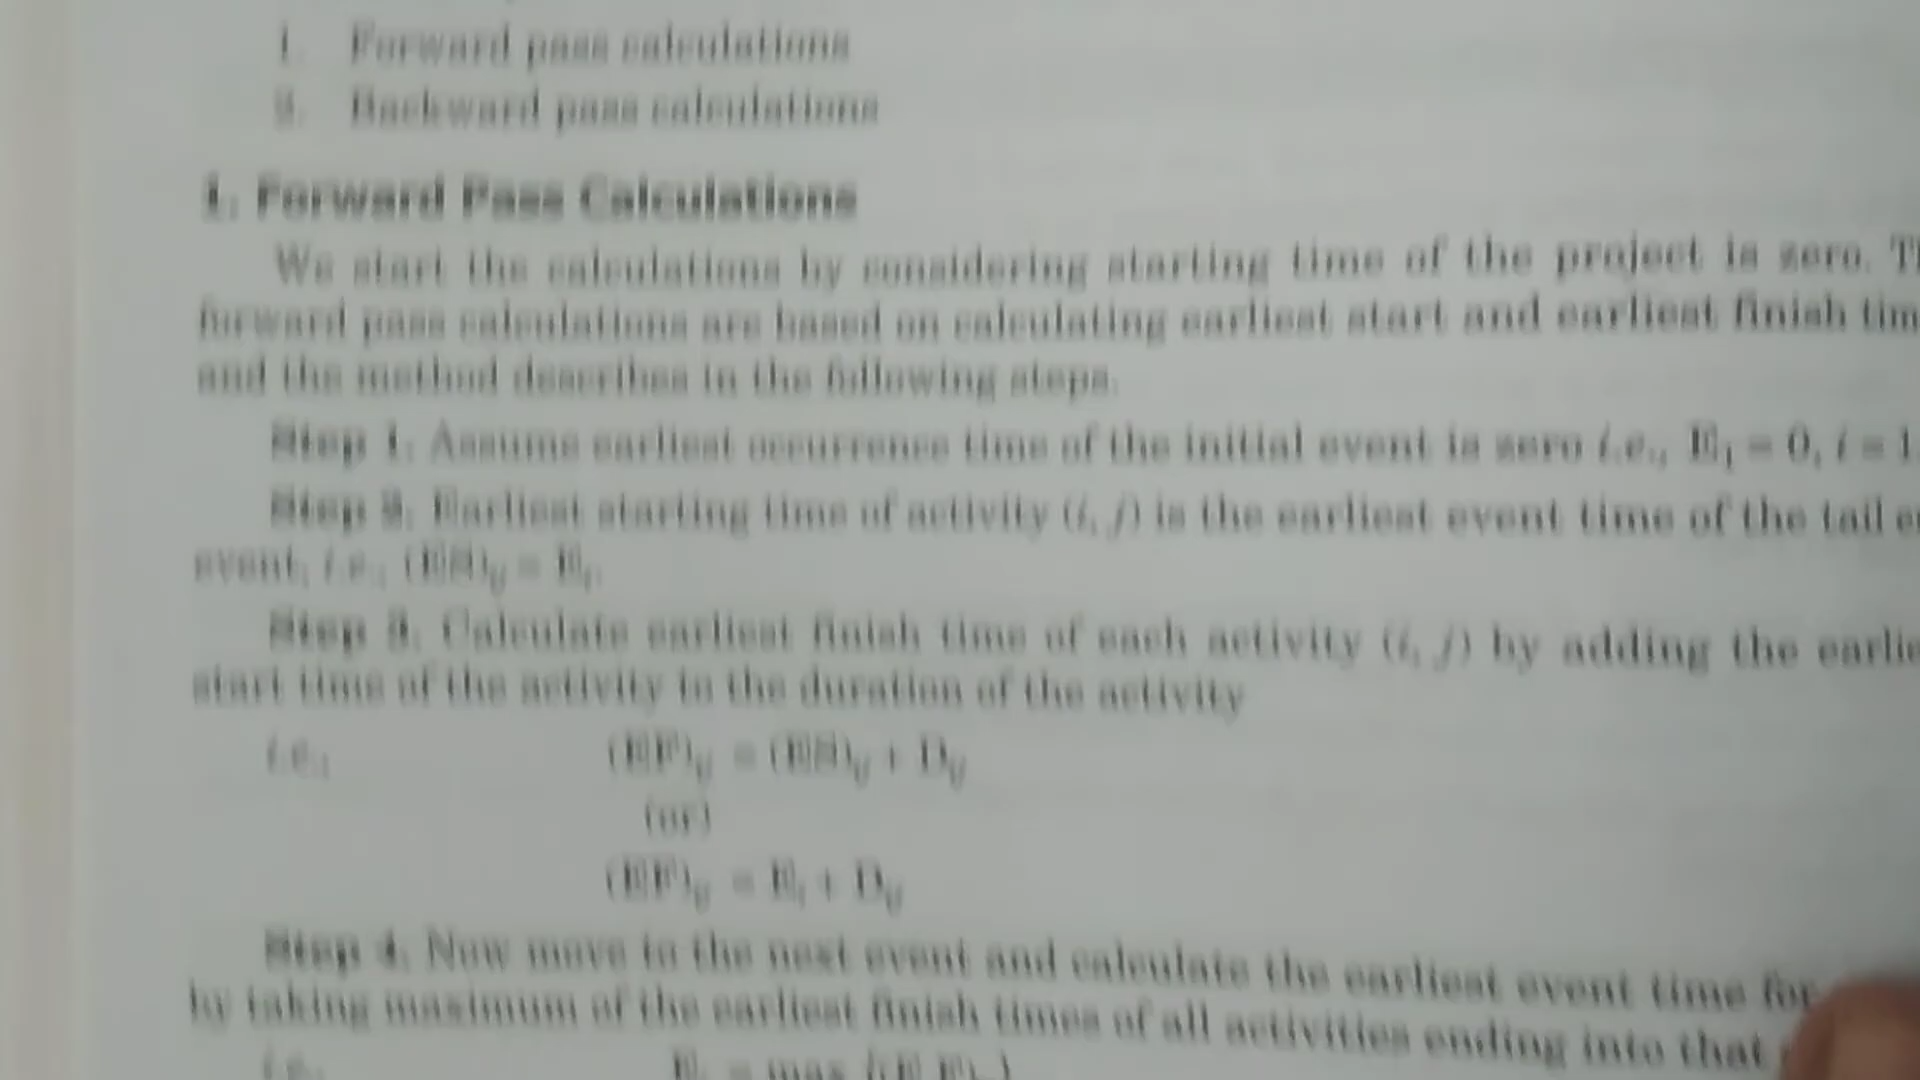 1. Forward pass calculations
2. Backward pass calculations
1. Forward Pass Calculations
We start the calculations by considering starting time of the project is zero.
forward pass calculations are based on calculating earliest start and earliest finish tim
and the method describes in the following steps.
Step 1. Assume earliest occurrence time of the initial event is zero i.e., E₁ = 0, i = 1.
Step 2. Earliest starting time of activity (i, j) is the earliest event time of the tail
event, i.e., (ES)ᵢⱼ = Eᵢ.
Step 3. Calculate earliest finish time of each activity (i, j) by adding the earlie
start time of the activity to the duration of the activity
i.e., (EF)ᵢⱼ = (ES)ᵢⱼ + Dᵢⱼ
(or)
(EF)ᵢⱼ = Eᵢ + Dᵢⱼ
Step 4. Now move to the next event and calculate the earliest event time for
by taking maximum of the earliest finish times of all activities ending into that